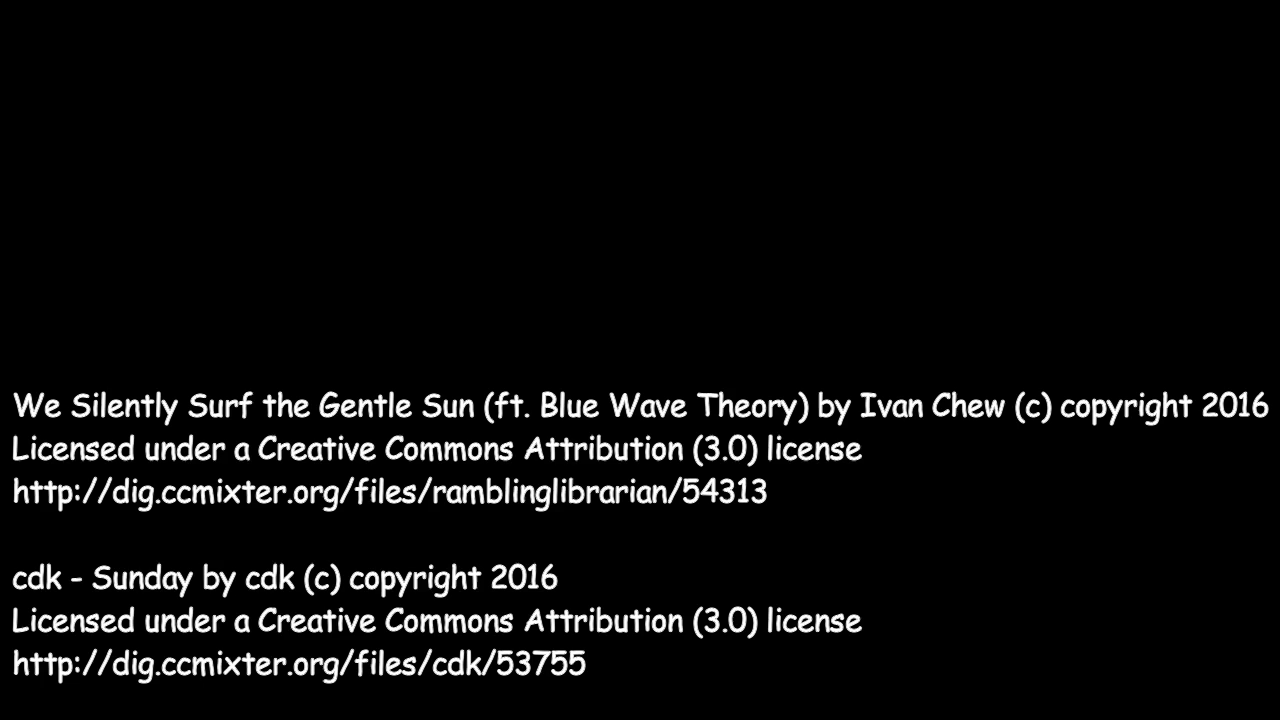 We Silently Surf the Gentle Sun (ft. Blue Wave Theory) by Ivan Chew (c) copyright 2016
Licensed under a Creative Commons Attribution (3.0) license
http://dig.ccmixter.org/files/ramblinglibrarian/54313
cdk - Sunday by cdk (c) copyright 2016
Licensed under a Creative Commons Attribution (3.0) license
http://dig.ccmixter.org/files/cdk/53755